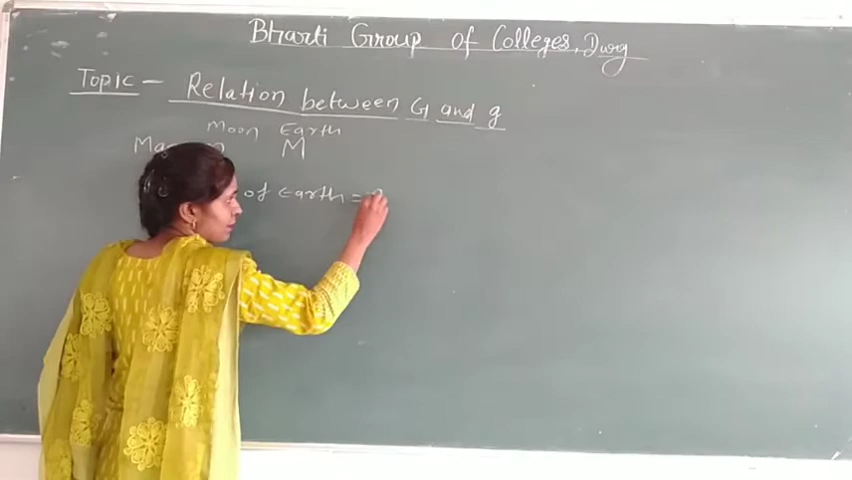 Bharti Group of Colleges, Durg
Topic - Relation between G and g
Moon Earth
M
of Earth =